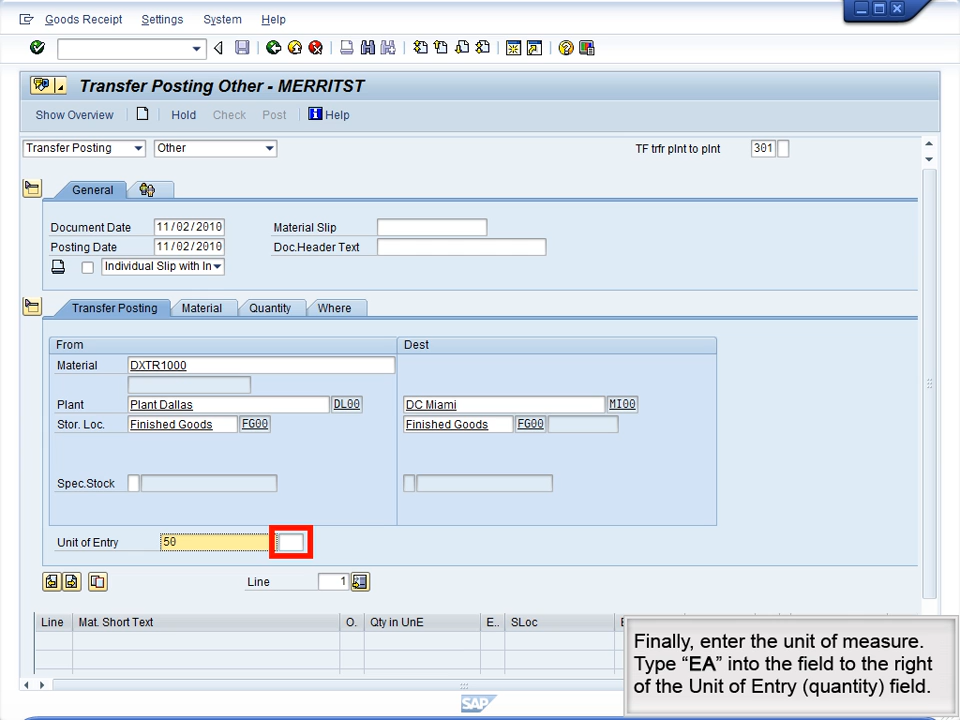 Goods Receipt Settings System Help
Transfer Posting Other - MERRITST
Show Overview Hold Check Post Help
Transfer Posting Other TF trfr plnt to plnt 301
General
Document Date 11/02/2010 Material Slip
Posting Date 11/02/2010 Doc.Header Text
Individual Slip with In
Transfer Posting Material Quantity Where
From Dest
Material DXTR1000
Plant Plant Dallas DL00 DC Miami MI00
Stor. Loc. Finished Goods FG00 Finished Goods FG00
Spec.Stock
Unit of Entry 50
Line 1
Line Mat. Short Text O. Qty in UnE E.. SLoc
Finally, enter the unit of measure.
Type “EA” into the field to the right
of the Unit of Entry (quantity) field.
SAP